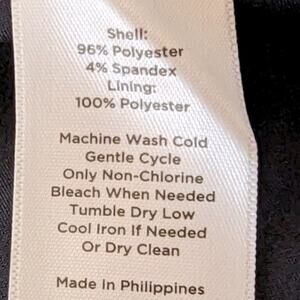 Shell:
96% Polyester
4% Spandex
Lining:
100% Polyester
Machine Wash Cold
Gentle Cycle
Only Non-Chlorine
Bleach When Needed
Tumble Dry Low
Cool Iron If Needed
Or Dry Clean
Made In Philippines